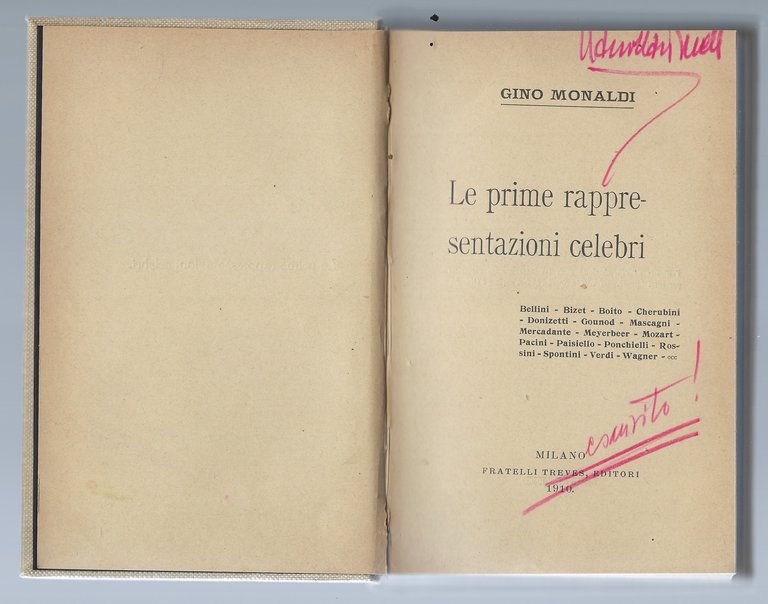 GINO MONALDI
Le prime rappre-
sentazioni celebri
Bellini - Bizet - Boito - Cherubini
- Donizetti - Gounod - Mascagni -
Mercadante - Meyerbeer - Mozart -
Pacini - Paisiello - Ponchielli - Ros-
sini - Spontini - Verdi - Wagner - ccc
esaurito!
MILANO
FRATELLI TREVES, EDITORI
1910.